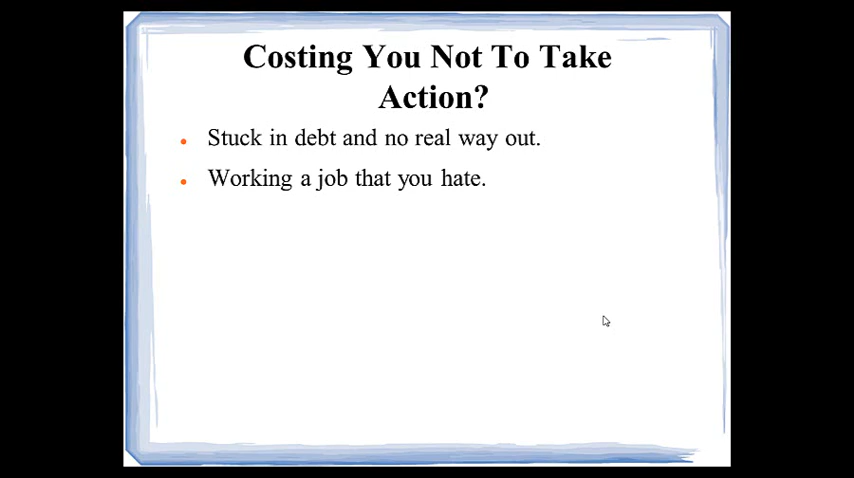 Costing You Not To Take
Action?
Stuck in debt and no real way out.
Working a job that you hate.